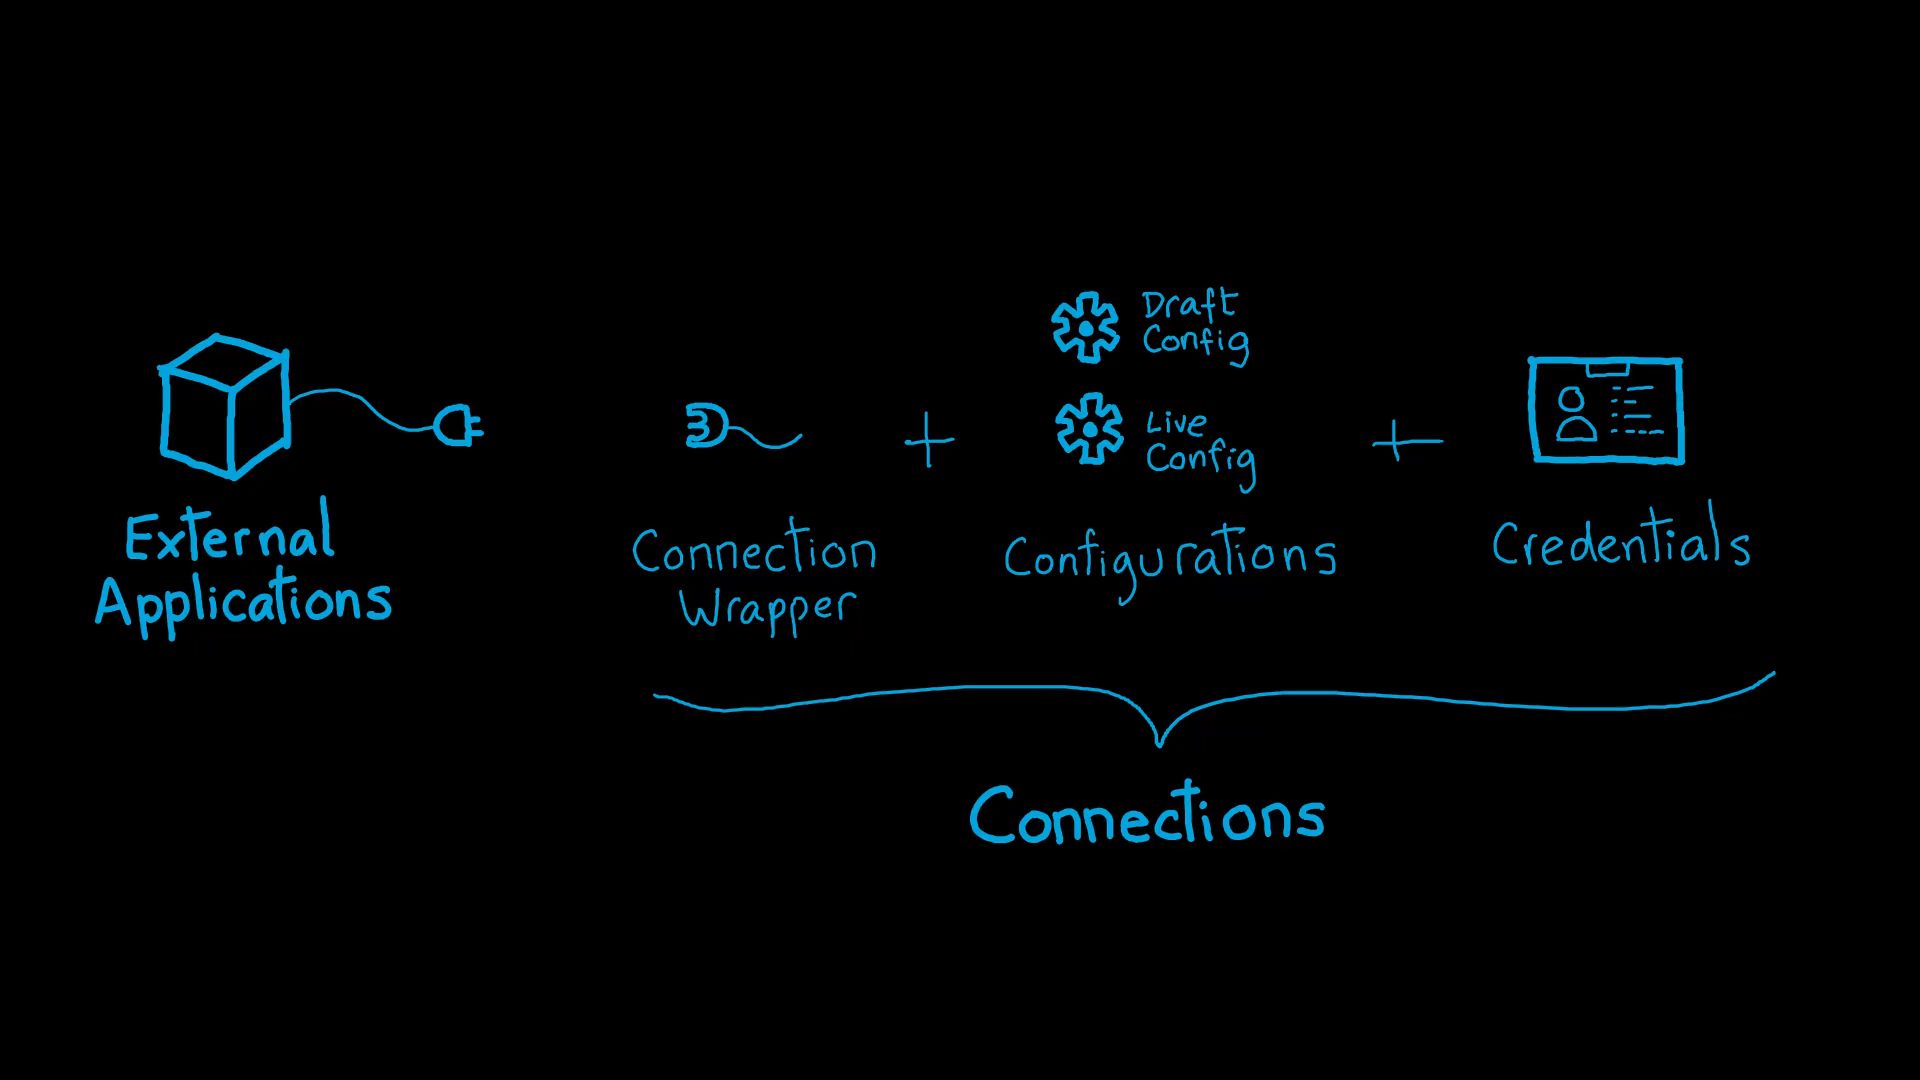 External
Applications
Connection
Wrapper
+
Draft
Config
Live
Config
Configurations
+
Credentials
Connections